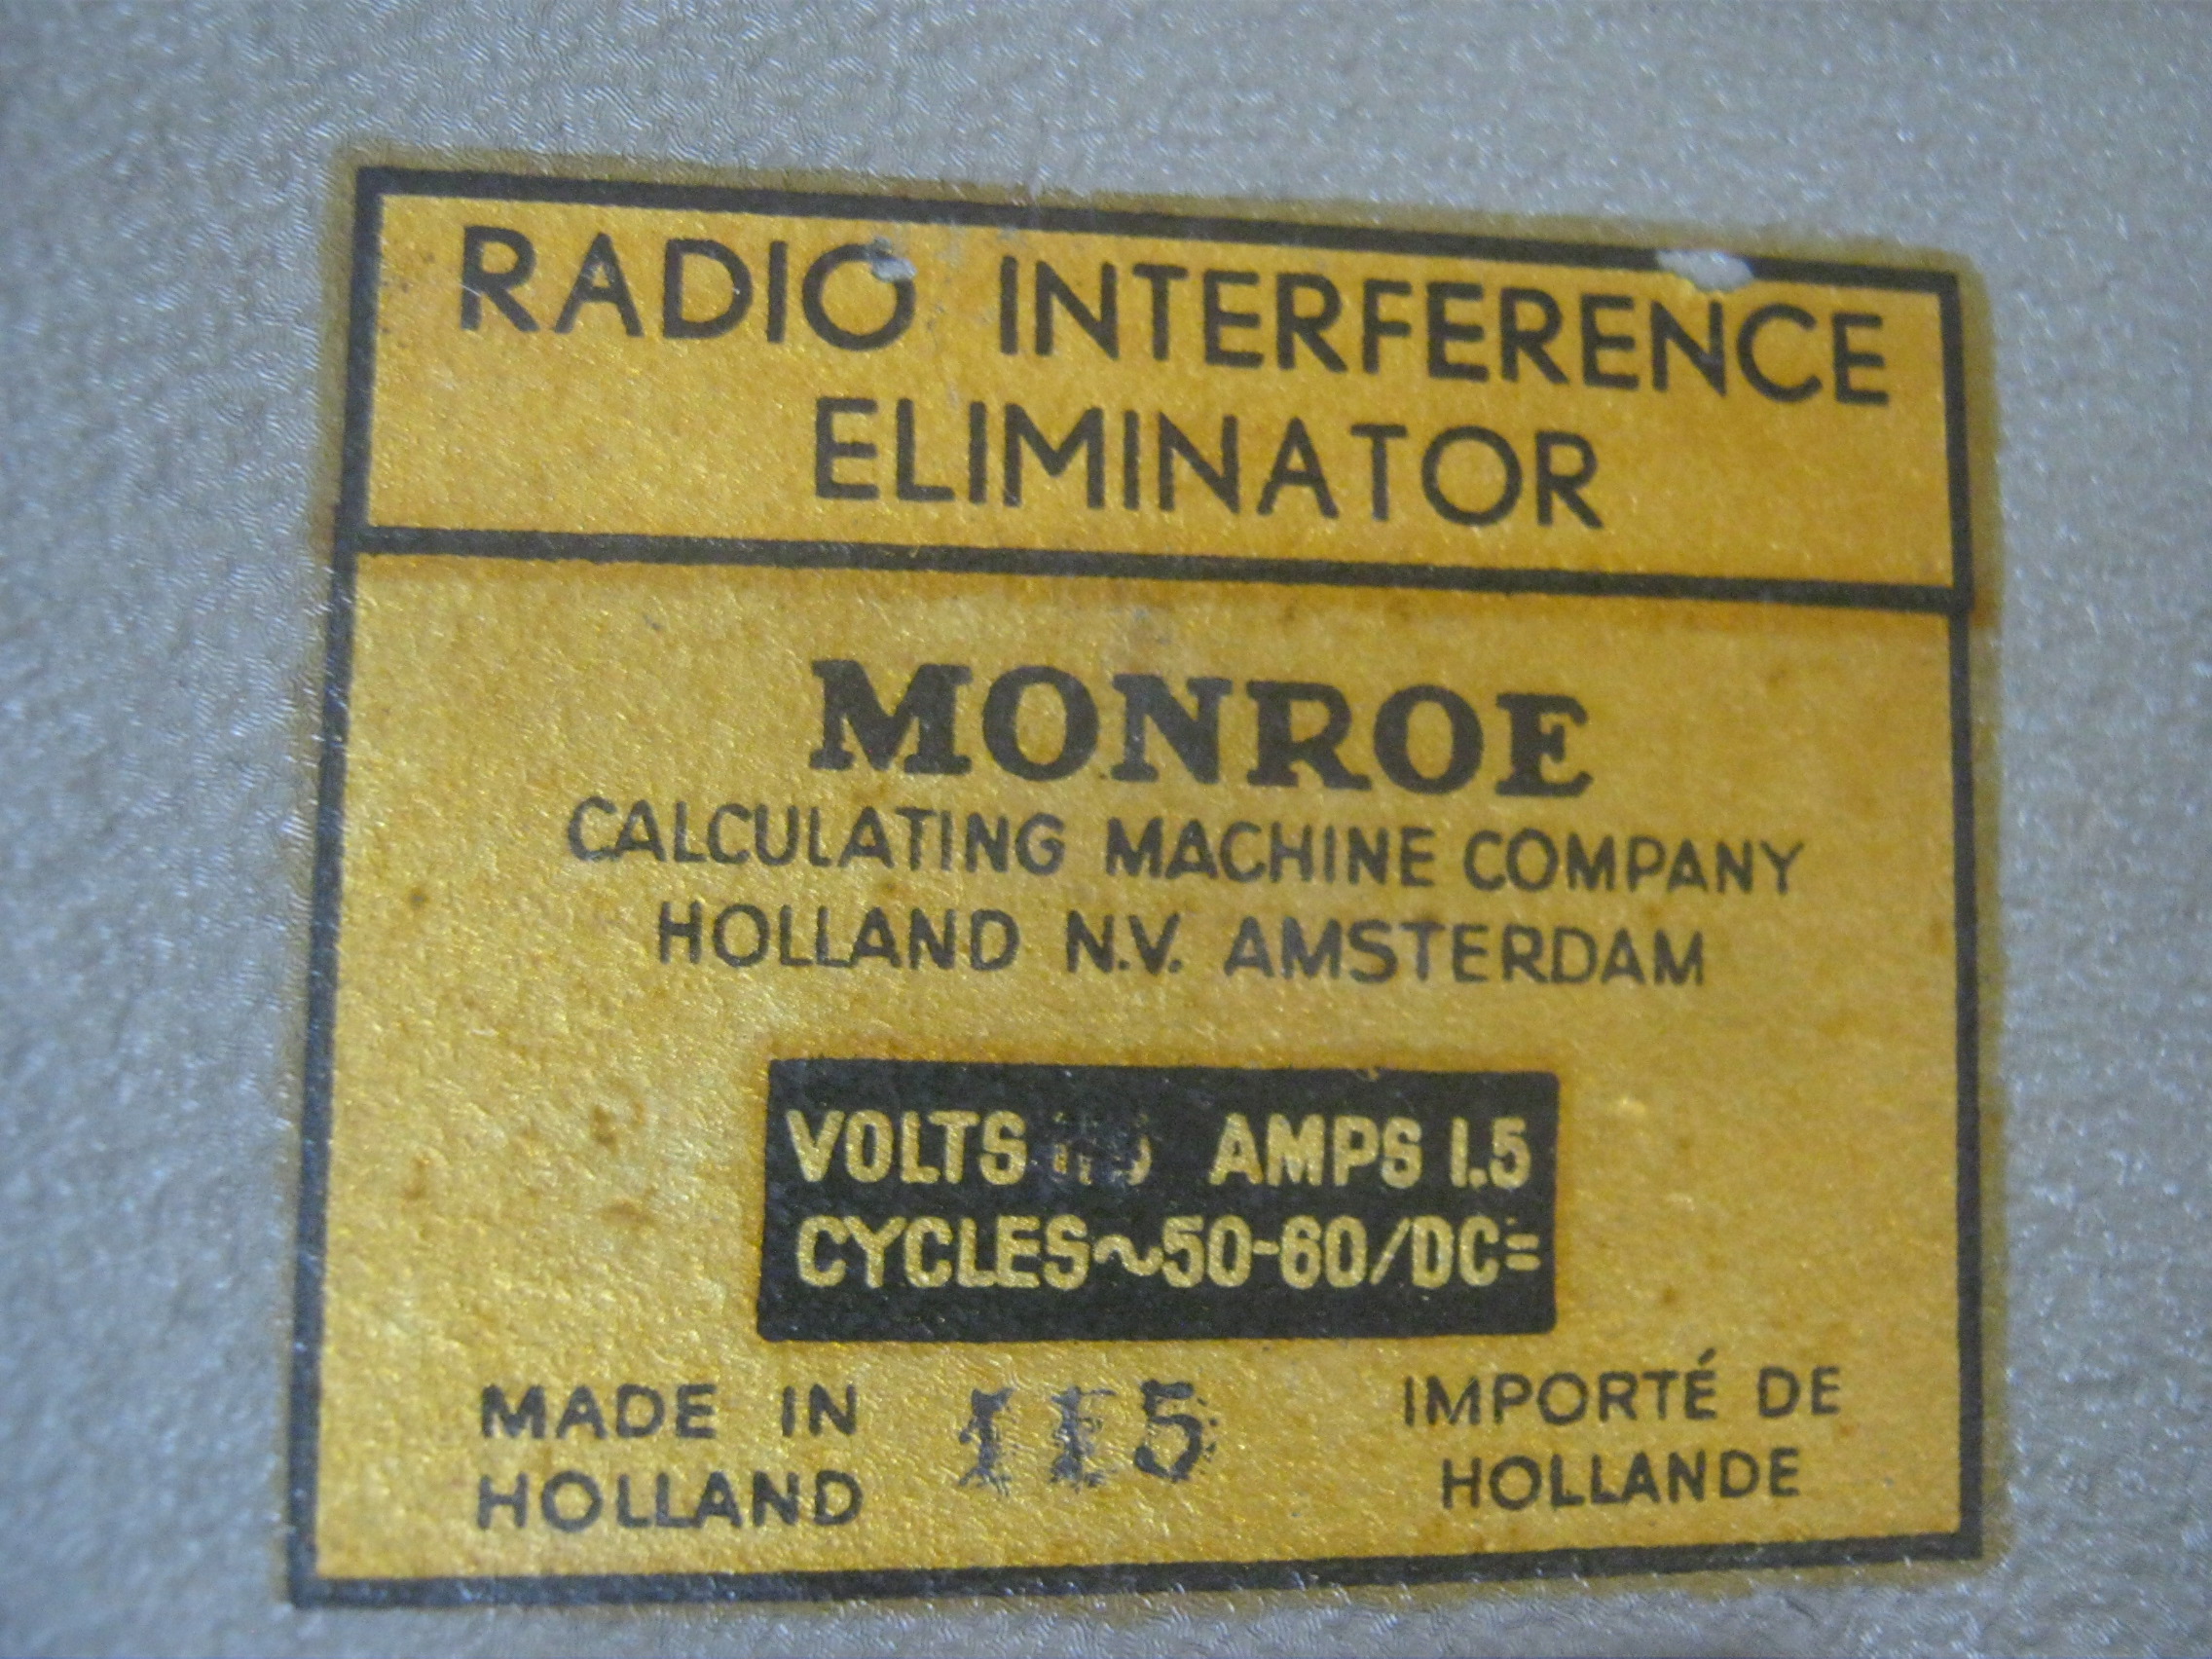 RADIO INTERFERENCE
ELIMINATOR
MONROE
CALCULATING MACHINE COMPANY
HOLLAND N.V. AMSTERDAM
VOLTS AMPS 1.5
CYCLES~50-60/DC=
MADE IN
HOLLAND
115
IMPORTÉ DE
HOLLANDE